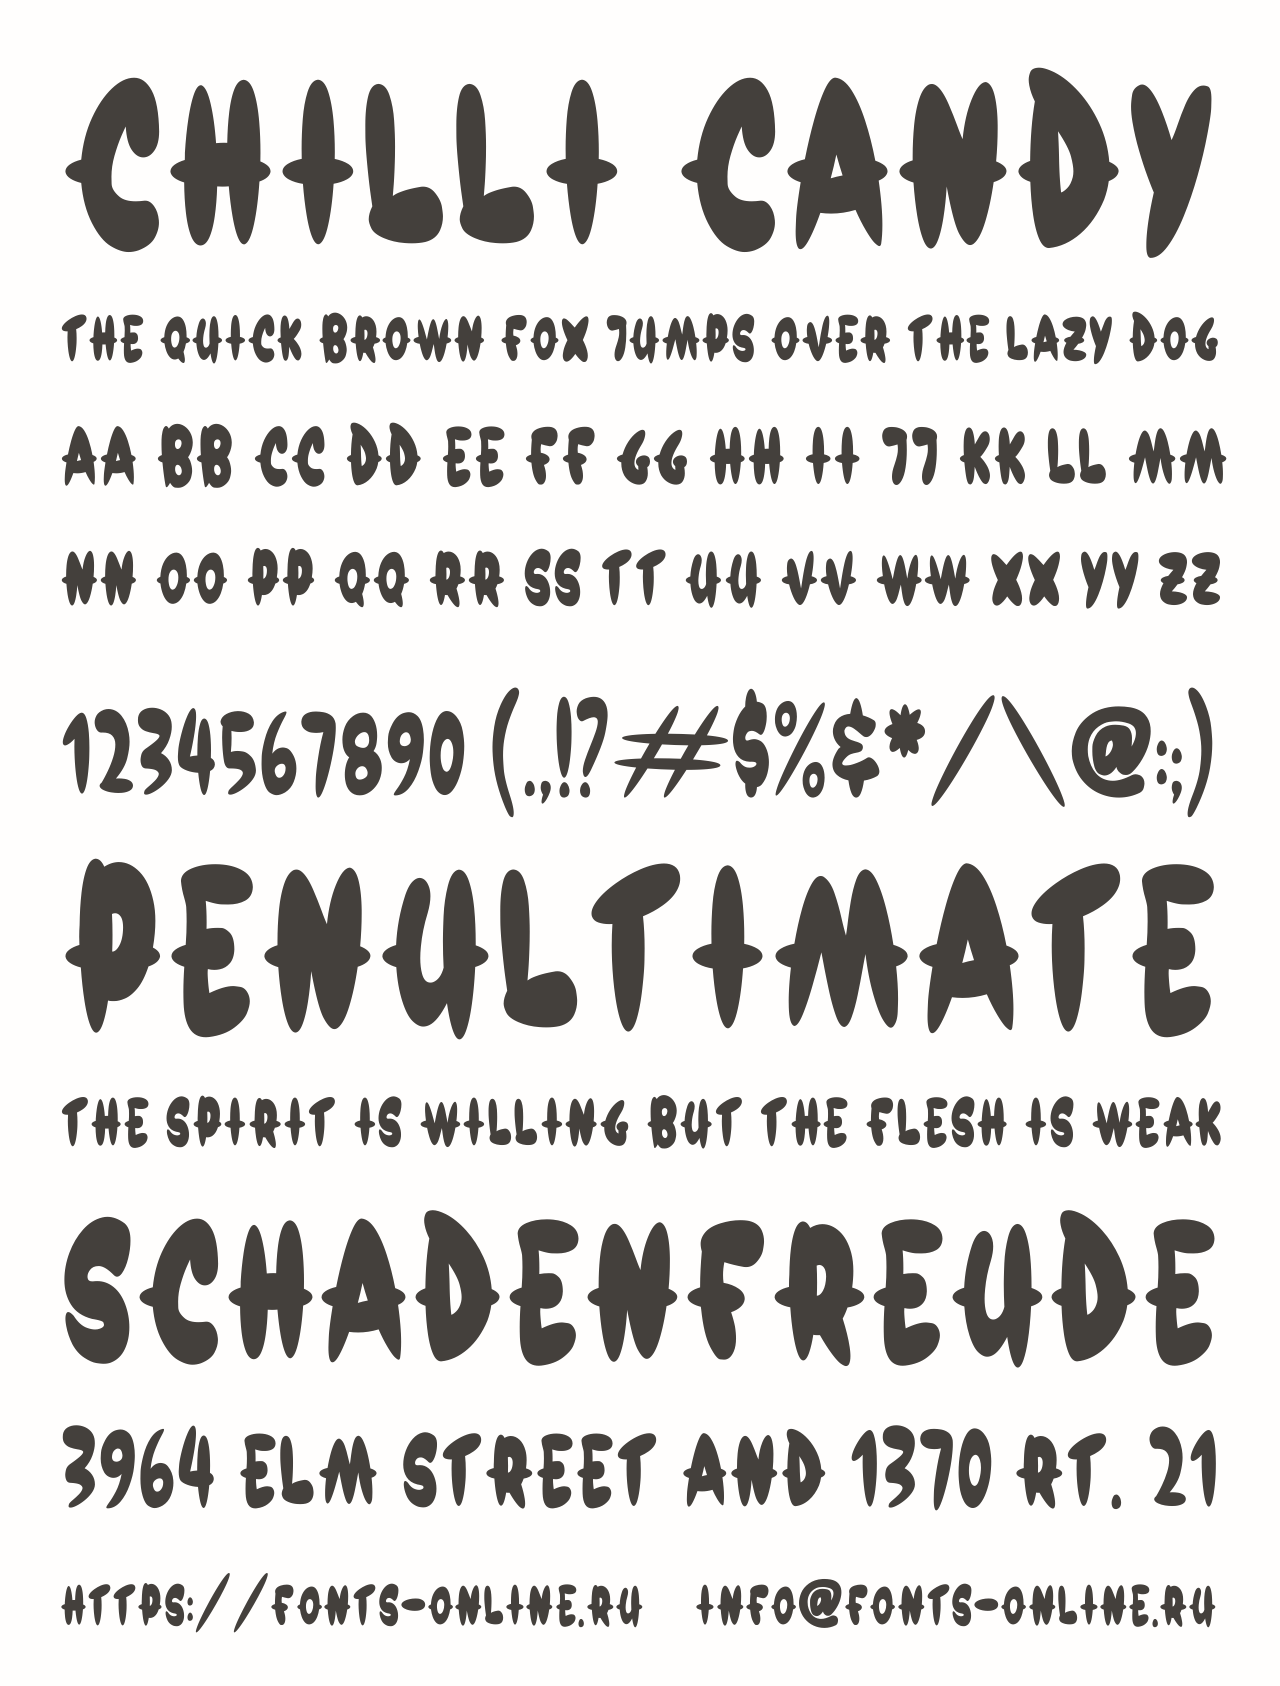 CHILLI CANDY
THE QUICK BROWN FOX JUMPS OVER THE LAZY DOG
AA BB CC DD EE FF GG HH II JJ KK LL MM
NN OO PP QQ RR SS TT UU VV WW XX YY ZZ
1234567890 (.,!?#$%&*/\@:;)
PENULTIMATE
THE SPIRIT IS WILLING BUT THE FLESH IS WEAK
SCHADENFREUDE
3964 ELM STREET AND 1370 RT. 21
HTTPS://FONTS-ONLINE.RU INFO@FONTS-ONLINE.RU